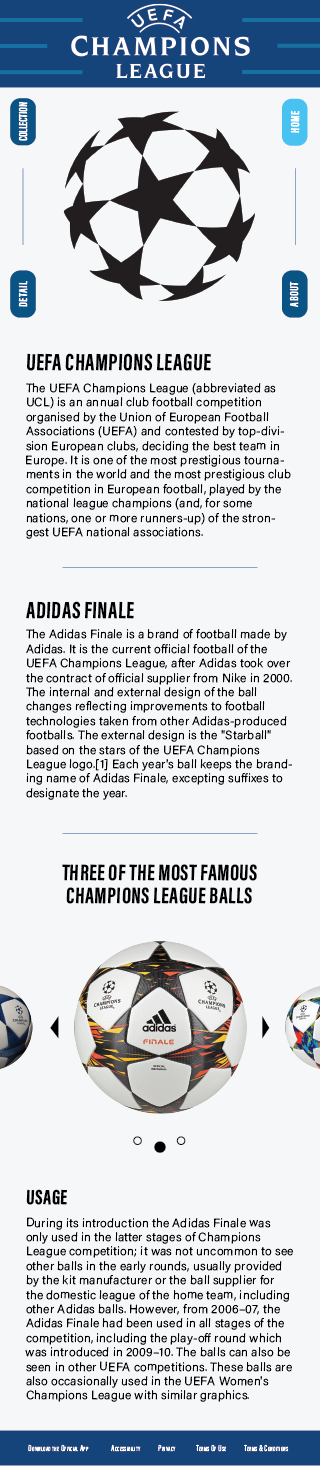 UEFA
CHAMPIONS
LEAGUE
COLLECTION
HOME
DETAIL
ABOUT
UEFA CHAMPIONS LEAGUE
The UEFA Champions League (abbreviated as
UCL) is an annual club football competition
organised by the Union of European Football
Associations (UEFA) and contested by top-divi-
sion European clubs, deciding the best team in
Europe. It is one of the most prestigious tourna-
ments in the world and the most prestigious club
competition in European football, played by the
national league champions (and, for some
nations, one or more runners-up) of the stron-
gest UEFA national associations.
ADIDAS FINALE
The Adidas Finale is a brand of football made by
Adidas. It is the current official football of the
UEFA Champions League, after Adidas took over
the contract of official supplier from Nike in 2000.
The internal and external design of the ball
changes reflecting improvements to football
technologies taken from other Adidas-produced
footballs. The external design is the "Starball"
based on the stars of the UEFA Champions
League logo.[1] Each year's ball keeps the brand-
ing name of Adidas Finale, excepting suffixes to
designate the year.
THREE OF THE MOST FAMOUS
CHAMPIONS LEAGUE BALLS
CHAMPIONS
LEAGUE
CHAMPIONS
LEAGUE
adidas
FINALE
USAGE
During its introduction the Adidas Finale was
only used in the latter stages of Champions
League competition; it was not uncommon to see
other balls in the early rounds, usually provided
by the kit manufacturer or the ball supplier for
the domestic league of the home team, including
other Adidas balls. However, from 2006–07, the
Adidas Finale had been used in all stages of the
competition, including the play-off round which
was introduced in 2009–10. The balls can also be
seen in other UEFA competitions. These balls are
also occasionally used in the UEFA Women's
Champions League with similar graphics.
Download the Official App Accessibility Privacy Terms Of Use Terms & Conditions